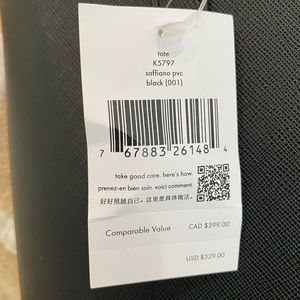 tote
K5797
saffiano pvc
black (001)
7 67883 26148 4
take good care. here's how.
prenez-en bien soin. voici comment.
好好照顾自己。这里是具体做法。
Comparable Value CAD $399.00
USD $329.00